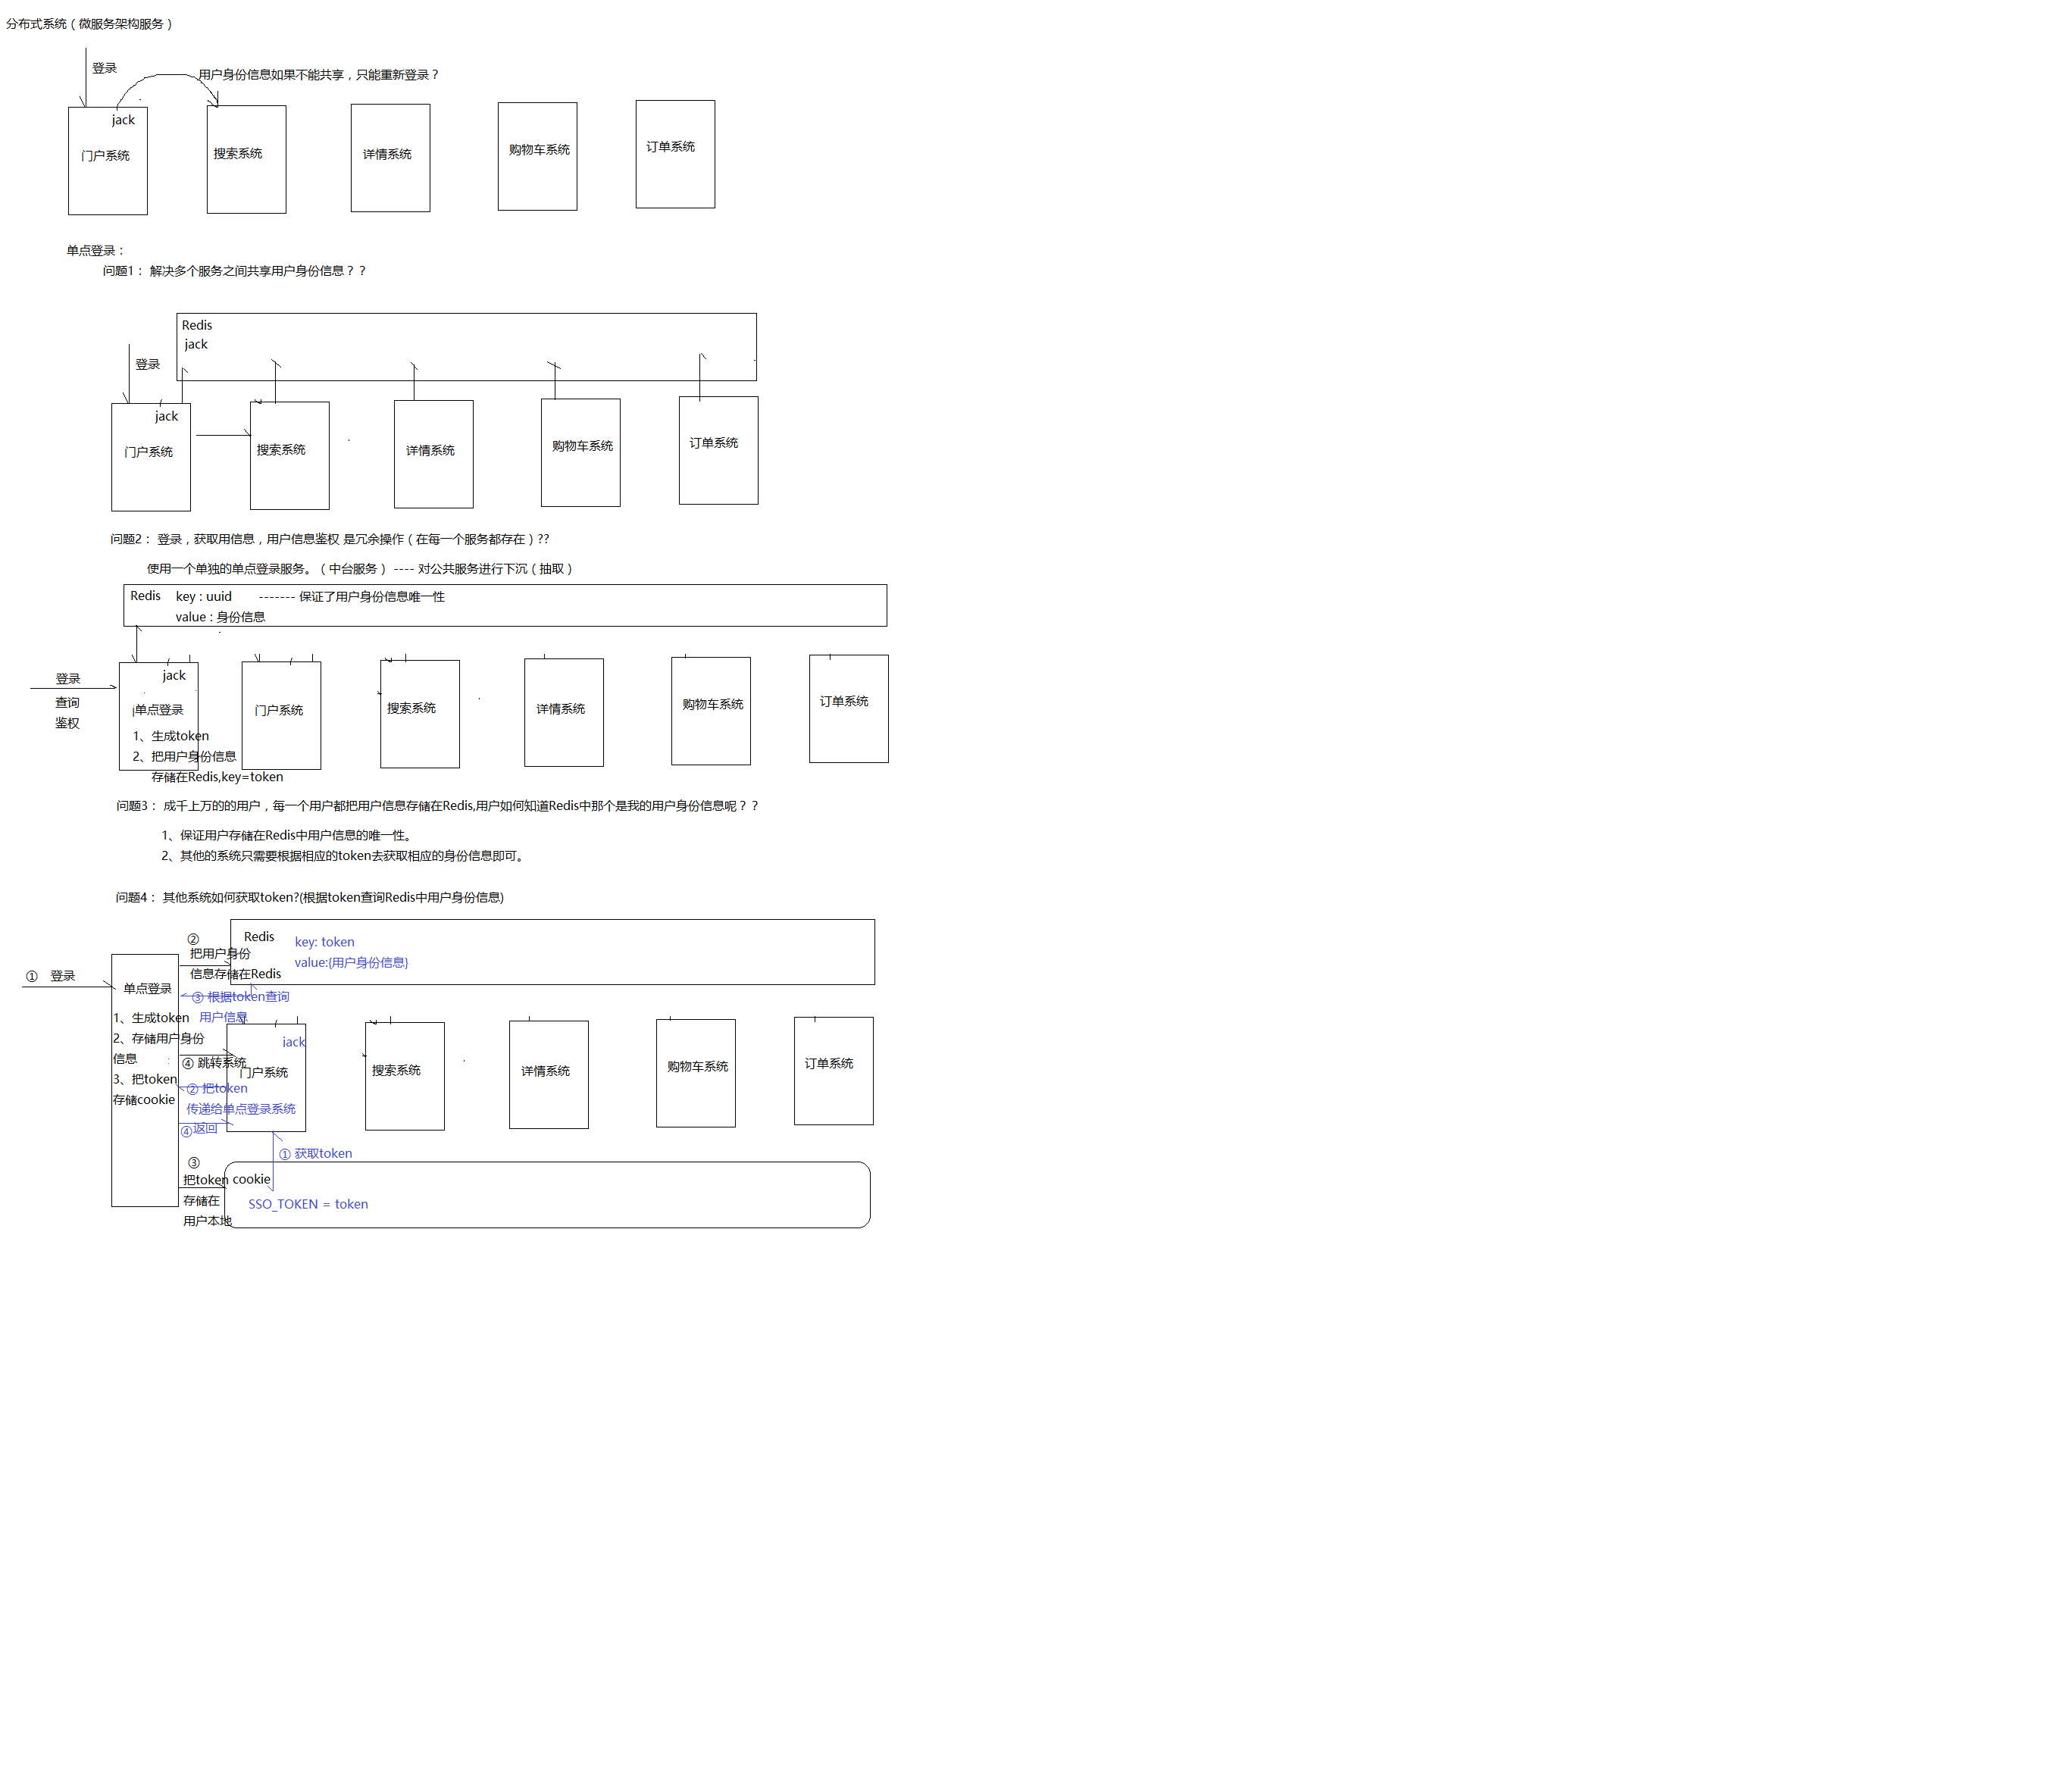 分布式系统（微服务架构服务）
登录
用户身份信息如果不能共享，只能重新登录？
jack
门户系统
搜索系统
详情系统
购物车系统
订单系统
单点登录：
问题1： 解决多个服务之间共享用户身份信息？？
Redis
jack
登录
jack
门户系统
搜索系统
详情系统
购物车系统
订单系统
问题2： 登录，获取用信息，用户信息鉴权 是冗余操作（在每一个服务都存在）??
使用一个单独的单点登录服务。（中台服务） ---- 对公共服务进行下沉（抽取）
Redis
key : uuid ------- 保证了用户身份信息唯一性
value : 身份信息
登录
查询
鉴权
jack
单点登录
1、生成token
2、把用户身份信息
存储在Redis,key=token
门户系统
搜索系统
详情系统
购物车系统
订单系统
问题3： 成千上万的的用户，每一个用户都把用户信息存储在Redis,用户如何知道Redis中那个是我的用户身份信息呢？？
1、保证用户存储在Redis中用户信息的唯一性。
2、其他的系统只需要根据相应的token去获取相应的身份信息即可。
问题4： 其他系统如何获取token?(根据token查询Redis中用户身份信息)
Redis
key: token
value:{用户身份信息}
②
把用户身份
信息存储在Redis
① 登录
单点登录
1、生成token
2、存储用户身份
信息
3、把token
存储cookie
③ 根据token查询
用户信息
jack
④ 跳转系统
门户系统
搜索系统
详情系统
购物车系统
订单系统
② 把token
传递给单点登录系统
④返回
① 获取token
③
把token
存储在
用户本地
cookie
SSO_TOKEN = token